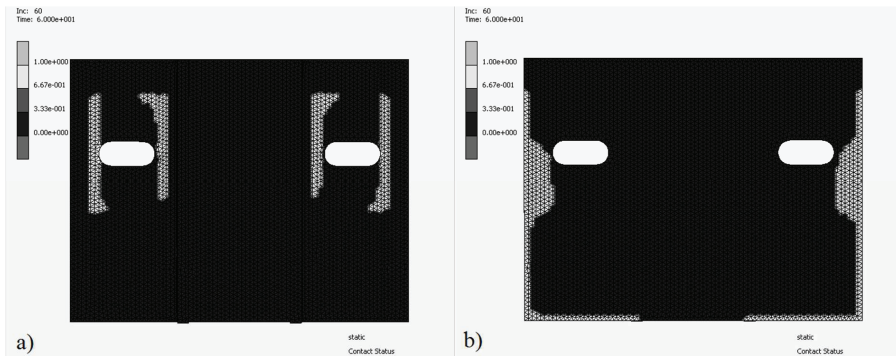 Inc: 60
Time: 6.000e+001
1.00e+000
6.67e-001
3.33e-001
0.00e+000
a)
static
Contact Status
Inc: 60
Time: 6.000e+001
1.00e+000
6.67e-001
3.33e-001
0.00e+000
b)
static
Contact Status